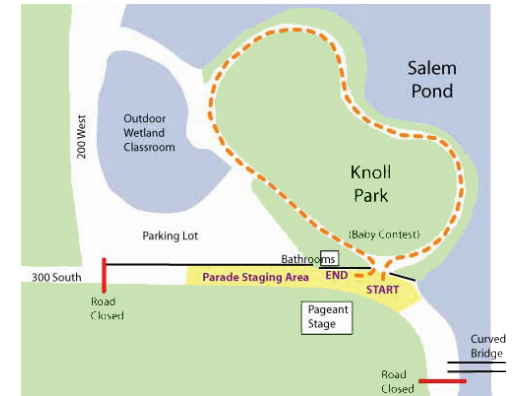 Salem
Pond
200 West
Outdoor
Wetland
Classroom
Knoll
Park
(Baby Contest)
Parking Lot
Bathrooms
300 South
Parade Staging Area
END
START
Road
Closed
Pageant
Stage
Curved
Bridge
Road
Closed